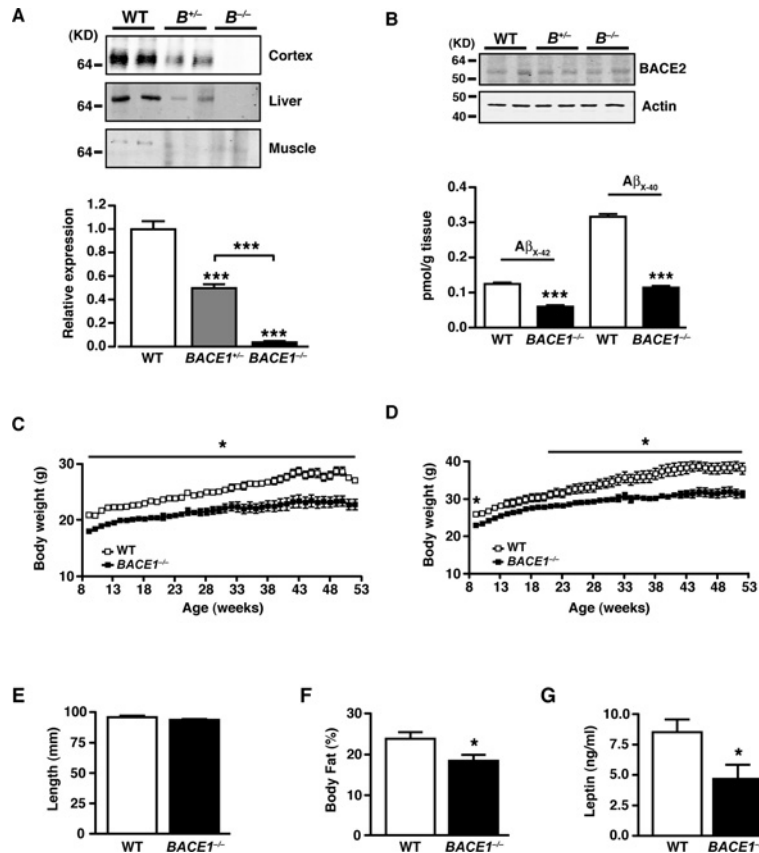 A
WT B+/– B–/–
(KD)
64
Cortex
64
Liver
64
Muscle
Relative expression
1.2
1.0
0.8
0.6
0.4
0.2
0.0
***
***
***
WT BACE1+/– BACE1–/–
B
WT B+/– B–/–
(KD)
64
50
BACE2
50
40
Actin
pmol/g tissue
0.4
0.3
0.2
0.1
0.0
AβX-42
AβX-40
***
***
WT BACE1–/– WT BACE1–/–
C
*
Body weight (g)
30
20
10
WT
BACE1–/–
8 13 18 23 28 33 38 43 48 53
Age (weeks)
D
*
*
Body weight (g)
40
30
20
10
WT
BACE1–/–
8 13 18 23 28 33 38 43 48 53
Age (weeks)
E
Length (mm)
100
75
50
25
0
WT BACE1–/–
F
Body Fat (%)
30
20
10
0
*
WT BACE1–/–
G
Leptin (ng/ml)
10.0
7.5
5.0
2.5
0.0
*
WT BACE1–/–